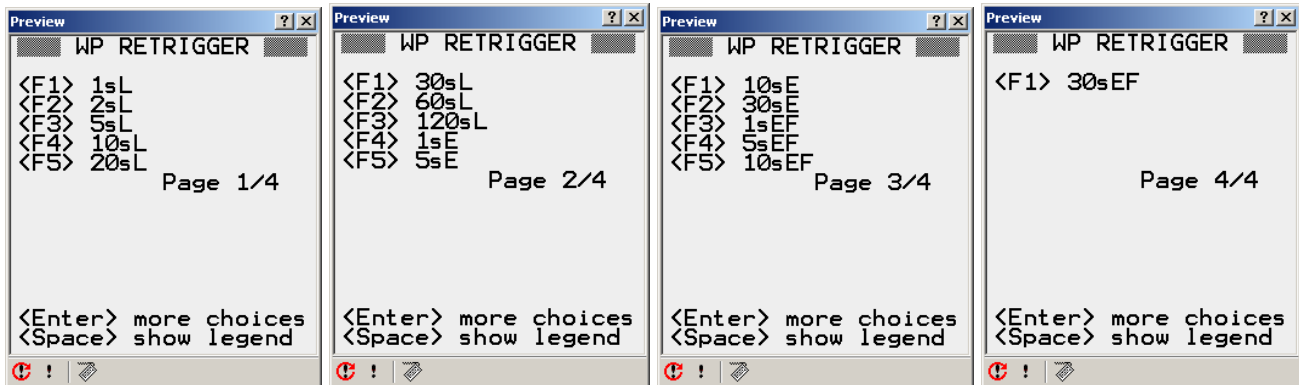 Preview
WP RETRIGGER
<F1> 1sL
<F2> 2sL
<F3> 5sL
<F4> 10sL
<F5> 20sL
Page 1/4
<Enter> more choices
<Space> show legend
Preview
WP RETRIGGER
<F1> 30sL
<F2> 60sL
<F3> 120sL
<F4> 1sE
<F5> 5sE
Page 2/4
<Enter> more choices
<Space> show legend
Preview
WP RETRIGGER
<F1> 10sE
<F2> 30sE
<F3> 1sEF
<F4> 5sEF
<F5> 10sEF
Page 3/4
<Enter> more choices
<Space> show legend
Preview
WP RETRIGGER
<F1> 30sEF
Page 4/4
<Enter> more choices
<Space> show legend